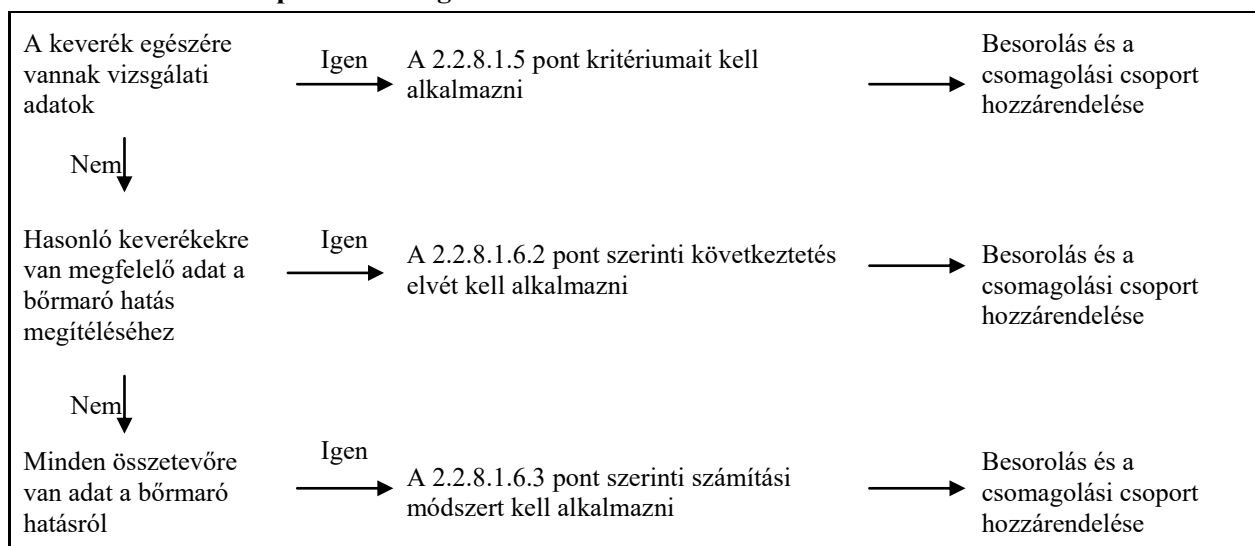 A keverék egészére
vannak vizsgálati
adatok
Igen
A 2.2.8.1.5 pont kritériumait kell
alkalmazni
Besorolás és a
csomagolási csoport
hozzárendelése
Nem
Hasonló keverékekre
van megfelelő adat a
bőrmaró hatás
megítéléséhez
Igen
A 2.2.8.1.6.2 pont szerinti következtetés
elvét kell alkalmazni
Besorolás és a
csomagolási csoport
hozzárendelése
Nem
Minden összetevőre
van adat a bőrmaró
hatásról
Igen
A 2.2.8.1.6.3 pont szerinti számítási
módszert kell alkalmazni
Besorolás és a
csomagolási csoport
hozzárendelése